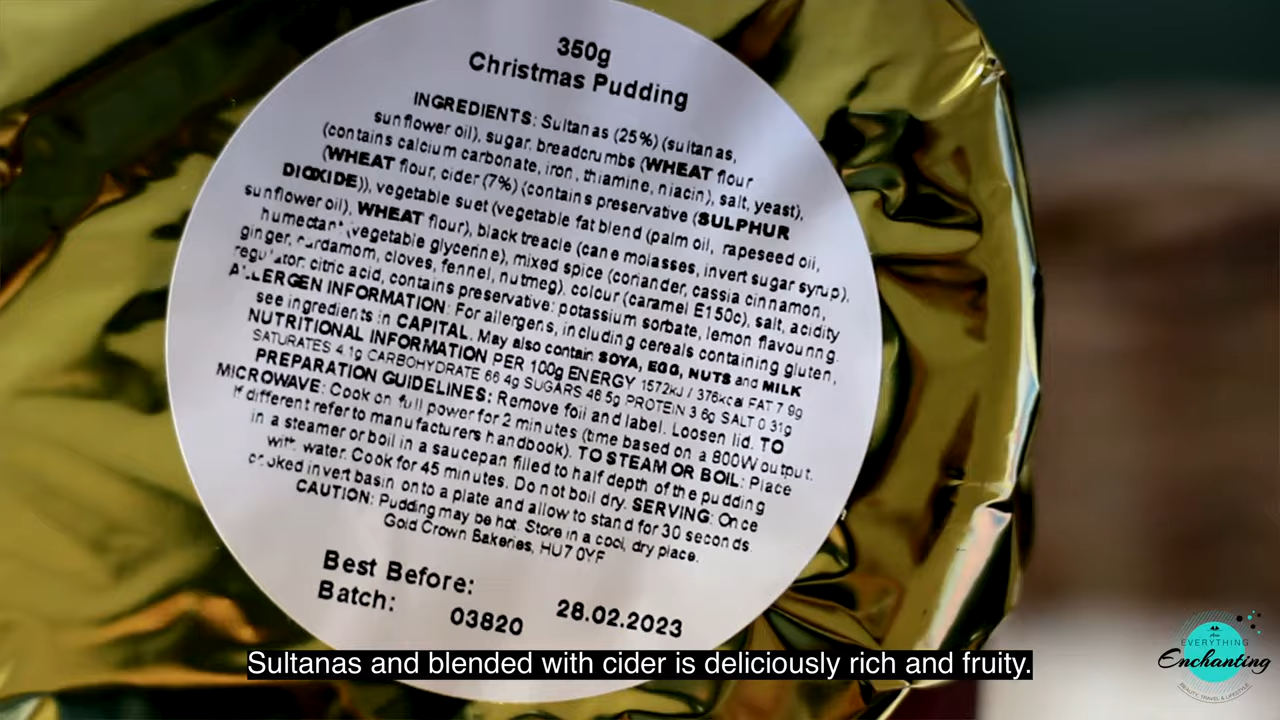 350g
Christmas Pudding
INGREDIENTS: Sultanas (25%) (sultanas,
sunflower oil), sugar, breadcrumbs (WHEAT flour
(contains calcium carbonate, iron, thiamine, niacin), salt, yeast),
(WHEAT flour, cider (7%) (contains preservative (SULPHUR
DIOXIDE)), vegetable suet (vegetable fat blend (palm oil, rapeseed oil,
sunflower oil), WHEAT flour), black treacle (cane molasses, invert sugar syrup),
humectant (vegetable glycerine), mixed spice (coriander, cassia cinnamon,
ginger, cardamom, cloves, fennel, nutmeg), colour (caramel E150c), salt, acidity
regulator: citric acid, contains preservative: potassium sorbate, lemon flavouring.
ALLERGEN INFORMATION: For allergens, including cereals containing gluten,
see ingredients in CAPITAL. May also contain SOYA, EGG, NUTS and MILK
NUTRITIONAL INFORMATION PER 100g ENERGY 1572kJ / 376kcal FAT 7.9g
SATURATES 4.1g CARBOHYDRATE 66.4g SUGARS 46.5g PROTEIN 3.6g SALT 0.31g
PREPARATION GUIDELINES: Remove foil and label. Loosen lid. TO
MICROWAVE: Cook on full power for 2 minutes (time based on a 800W output.
If different refer to manufacturers handbook). TO STEAM OR BOIL: Place
in a steamer or boil in a saucepan filled to half depth of the pudding
with water. Cook for 45 minutes. Do not boil dry. SERVING: Once
cooked invert basin onto a plate and allow to stand for 30 seconds.
CAUTION: Pudding may be hot. Store in a cool, dry place.
Gold Crown Bakeries, HU7 0YF
Best Before: 28.02.2023
Batch: 03820
Sultanas and blended with cider is deliciously rich and fruity.
EVERYTHING
Enchanting
BEAUTY, TRAVEL & LIFESTYLE